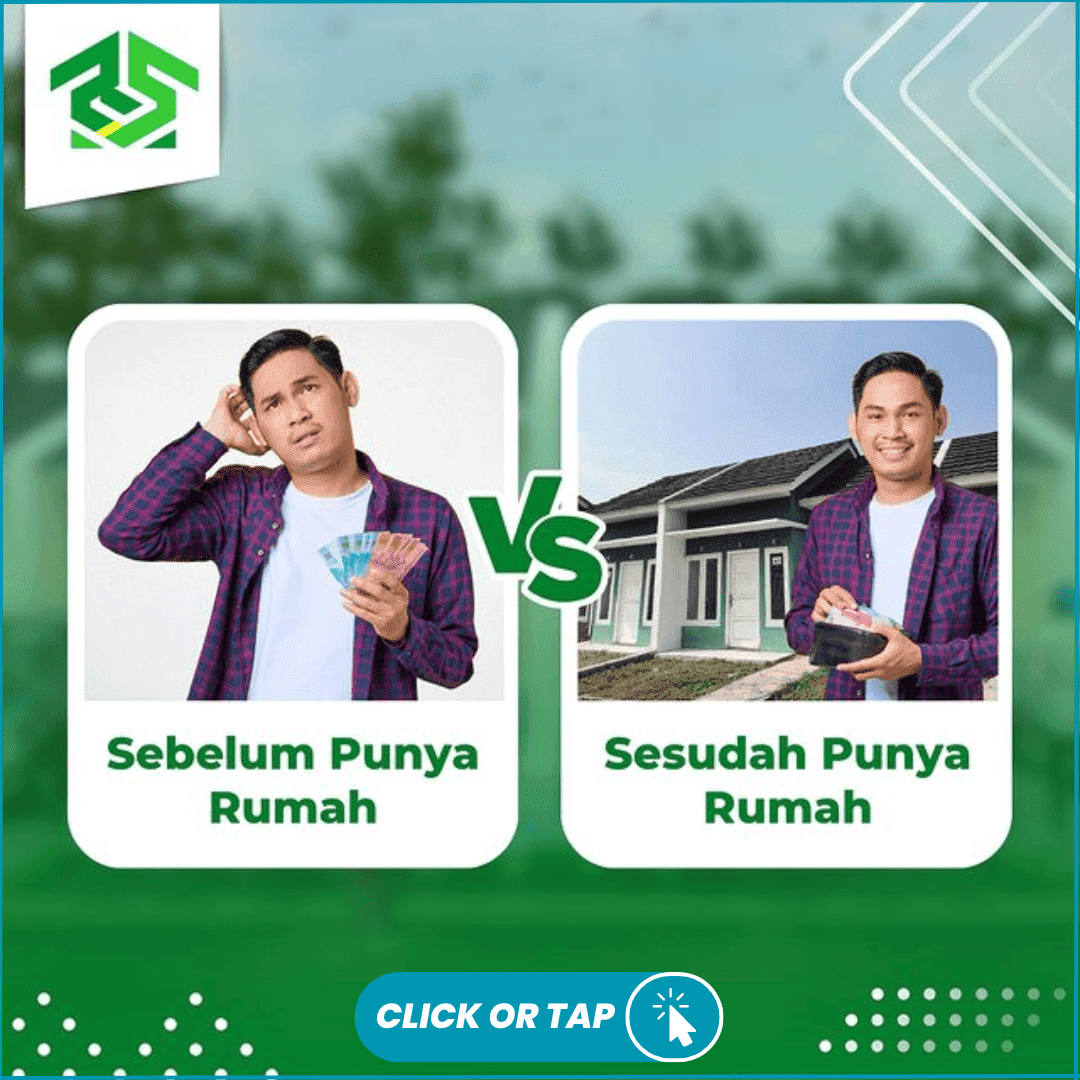 VS
Sebelum Punya
Rumah
Sesudah Punya
Rumah
CLICK OR TAP